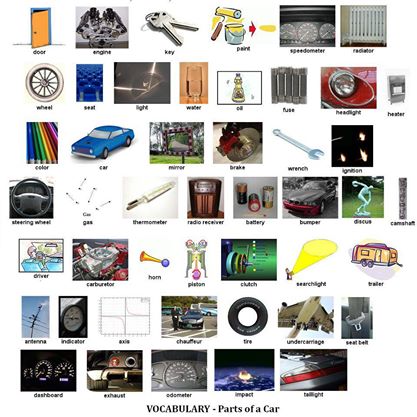 door engine key paint speedometer radiator
wheel seat light water oil fuse headlight heater
color car mirror brake wrench ignition
steering wheel gas thermometer radio receiver battery bumper discus camshaft
Gas
driver carburetor horn piston clutch searchlight trailer
antenna indicator axis chauffeur tire undercarriage seat belt
dashboard exhaust odometer impact taillight
VOCABULARY - Parts of a Car